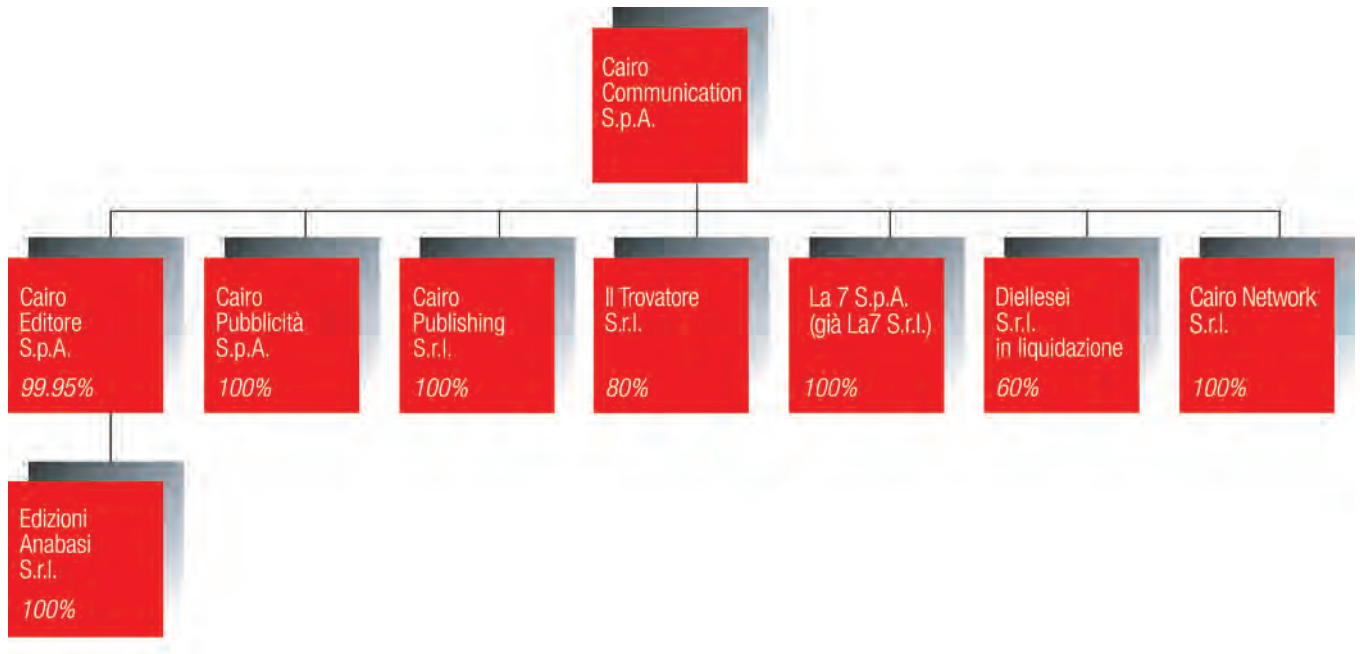 Cairo
Communication
S.p.A.
Cairo
Editore
S.p.A.
99.95%
Cairo
Pubblicità
S.p.A.
100%
Cairo
Publishing
S.r.l.
100%
Il Trovatore
S.r.l.
80%
La 7 S.p.A.
(già La7 S.r.l.)
100%
Diellesei
S.r.l.
in liquidazione
60%
Cairo Network
S.r.l.
100%
Edizioni
Anabasi
S.r.l.
100%